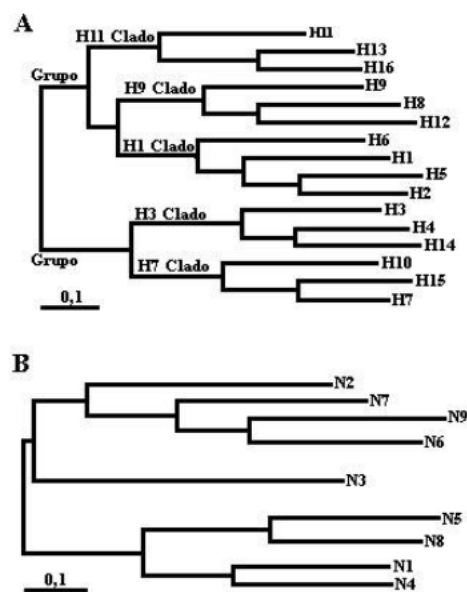 A
H11 Clado
H11
H13
H16
Grupo
H9 Clado
H9
H8
H12
H1 Clado
H6
H1
H5
H2
H3 Clado
H3
H4
H14
Grupo
H7 Clado
H10
H15
H7
0,1
B
N2
N7
N9
N6
N3
N5
N8
N1
N4
0,1